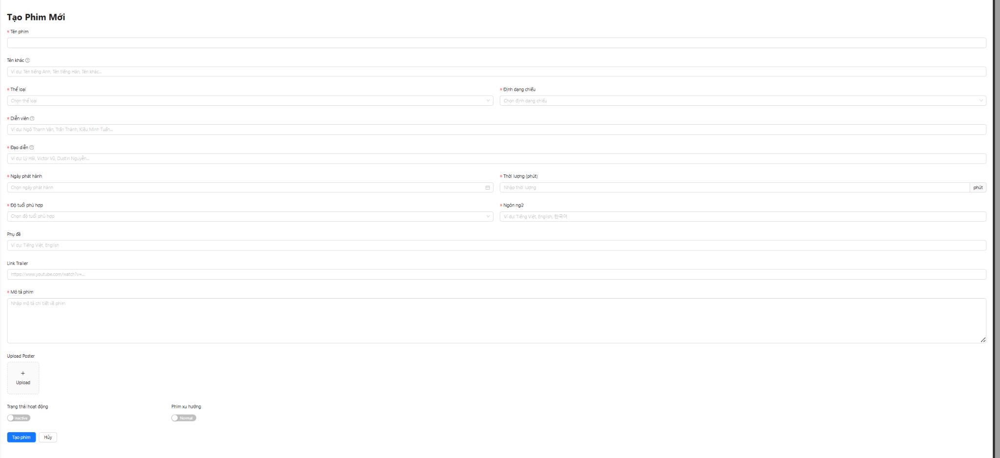 Tạo Phim Mới
* Tên phim
Tên khác
Ví dụ: Tên tiếng Anh, Tên tiếng Hàn, Tên khác...
* Thể loại
* Định dạng chiếu
Chọn thể loại
Chọn định dạng chiếu
* Diễn viên
Ví dụ: Ngô Thanh Vân, Trấn Thành, Kiều Minh Tuấn...
* Đạo diễn
Ví dụ: Lý Hải, Victor Vũ, Dustin Nguyễn...
* Ngày phát hành
* Thời lượng (phút)
Chọn ngày phát hành
Nhập thời lượng
phút
* Độ tuổi phù hợp
* Ngôn ngữ
Chọn độ tuổi phù hợp
Ví dụ: Tiếng Việt, English, 한국어
Phụ đề
Ví dụ: Tiếng Việt, English
Link Trailer
https://www.youtube.com/watch?v=...
* Mô tả phim
Nhập mô tả chi tiết về phim
Upload Poster
+
Upload
Trạng thái hoạt động
Phim xu hướng
Inactive
Normal
Tạo phim
Hủy